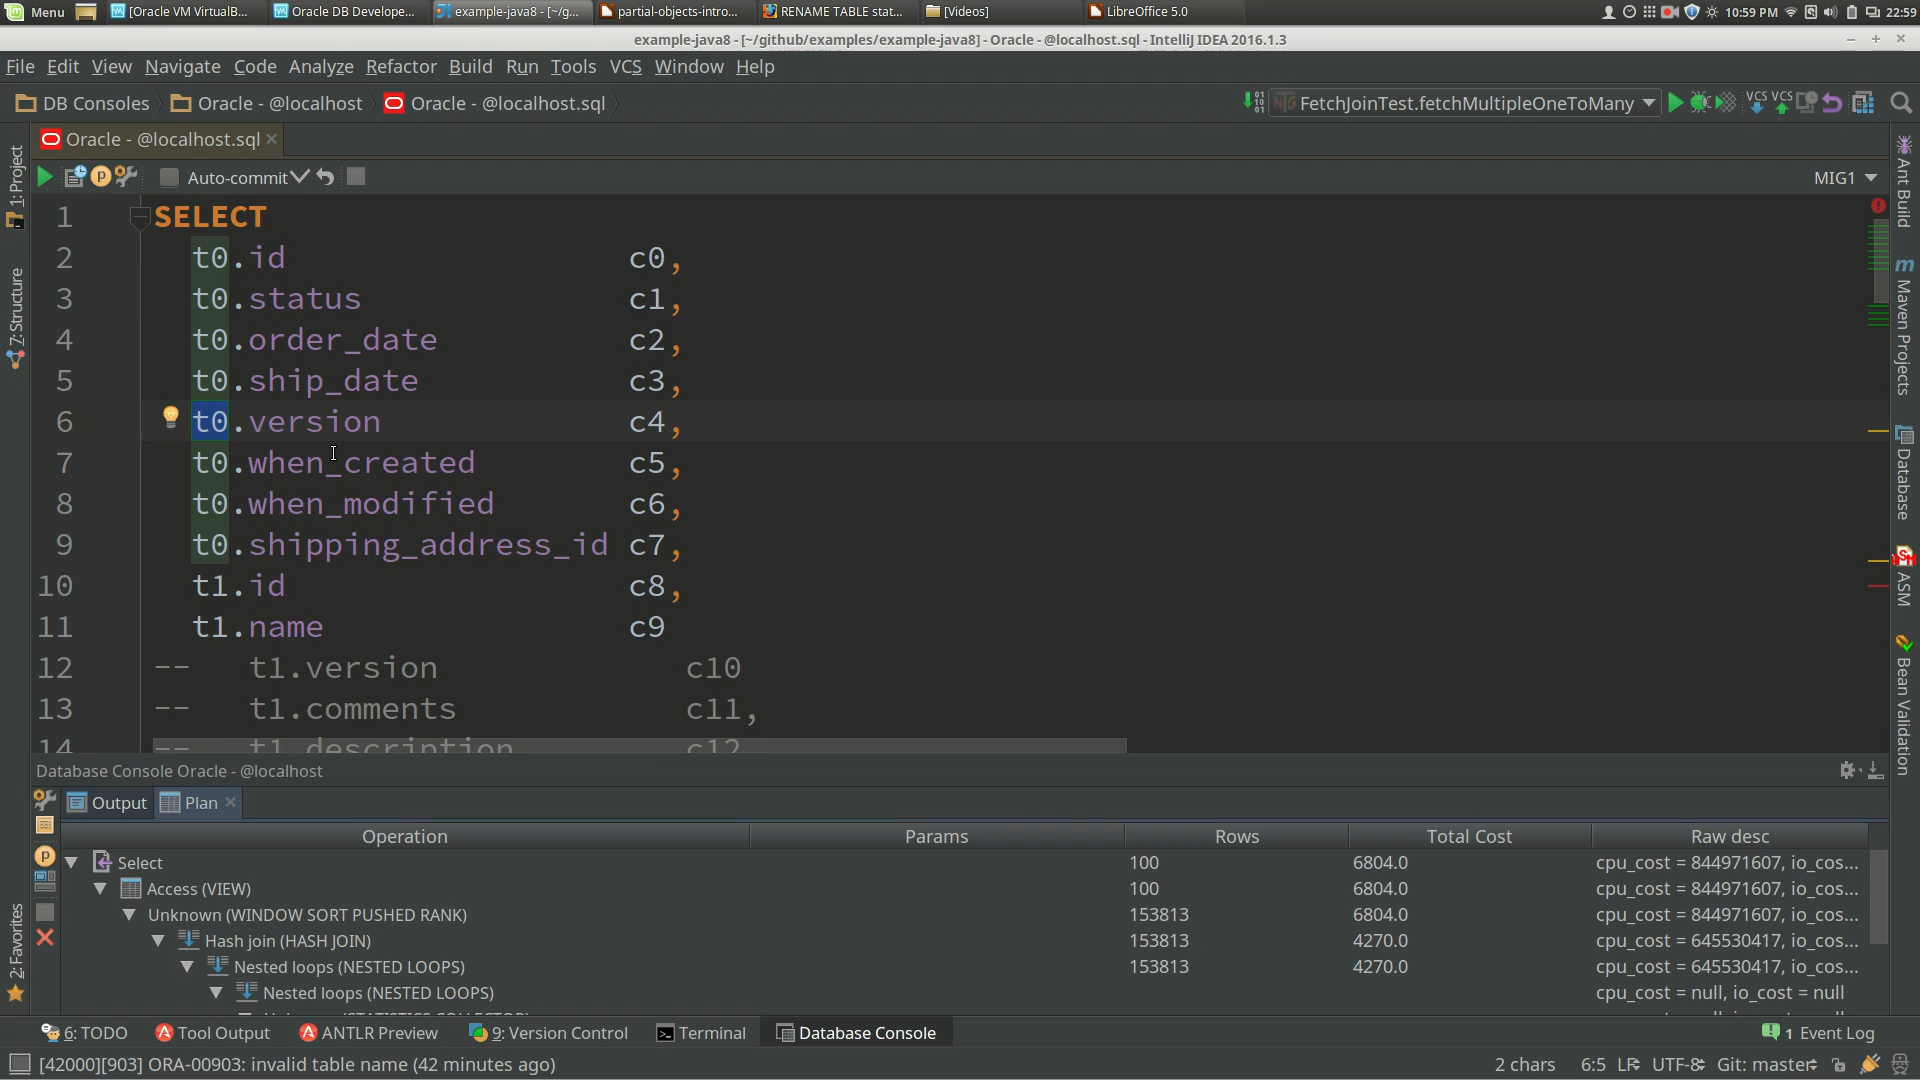 Menu
[Oracle VM VirtualB...
Oracle DB Develope...
example-java8 - [~/g...
partial-objects-intro...
RENAME TABLE stat...
[Videos]
LibreOffice 5.0
10:59 PM
22:59
example-java8 - [~/github/examples/example-java8] - Oracle - @localhost.sql - IntelliJ IDEA 2016.1.3
File Edit View Navigate Code Analyze Refactor Build Run Tools VCS Window Help
DB Consoles
Oracle - @localhost
Oracle - @localhost.sql
FetchJoinTest.fetchMultipleOneToMany
VCS VCS
Oracle - @localhost.sql
Auto-commit
MIG1
1: Project
7: Structure
2: Favorites
Ant Build
Maven Projects
Database
ASM
Bean Validation
1 SELECT
2 t0.id c0,
3 t0.status c1,
4 t0.order_date c2,
5 t0.ship_date c3,
6 t0.version c4,
7 t0.when_created c5,
8 t0.when_modified c6,
9 t0.shipping_address_id c7,
10 t1.id c8,
11 t1.name c9
12 -- t1.version c10
13 -- t1.comments c11,
14 -- t1.description c12
Database Console Oracle - @localhost
Output
Plan
Operation Params Rows Total Cost Raw desc
Select 100 6804.0 cpu_cost = 844971607, io_cos...
Access (VIEW) 100 6804.0 cpu_cost = 844971607, io_cos...
Unknown (WINDOW SORT PUSHED RANK) 153813 6804.0 cpu_cost = 844971607, io_cos...
Hash join (HASH JOIN) 153813 4270.0 cpu_cost = 645530417, io_cos...
Nested loops (NESTED LOOPS) 153813 4270.0 cpu_cost = 645530417, io_cos...
Nested loops (NESTED LOOPS) cpu_cost = null, io_cost = null
6: TODO
Tool Output
ANTLR Preview
9: Version Control
Terminal
Database Console
1 Event Log
[42000][903] ORA-00903: invalid table name (42 minutes ago)
2 chars 6:5 LF UTF-8 Git: master